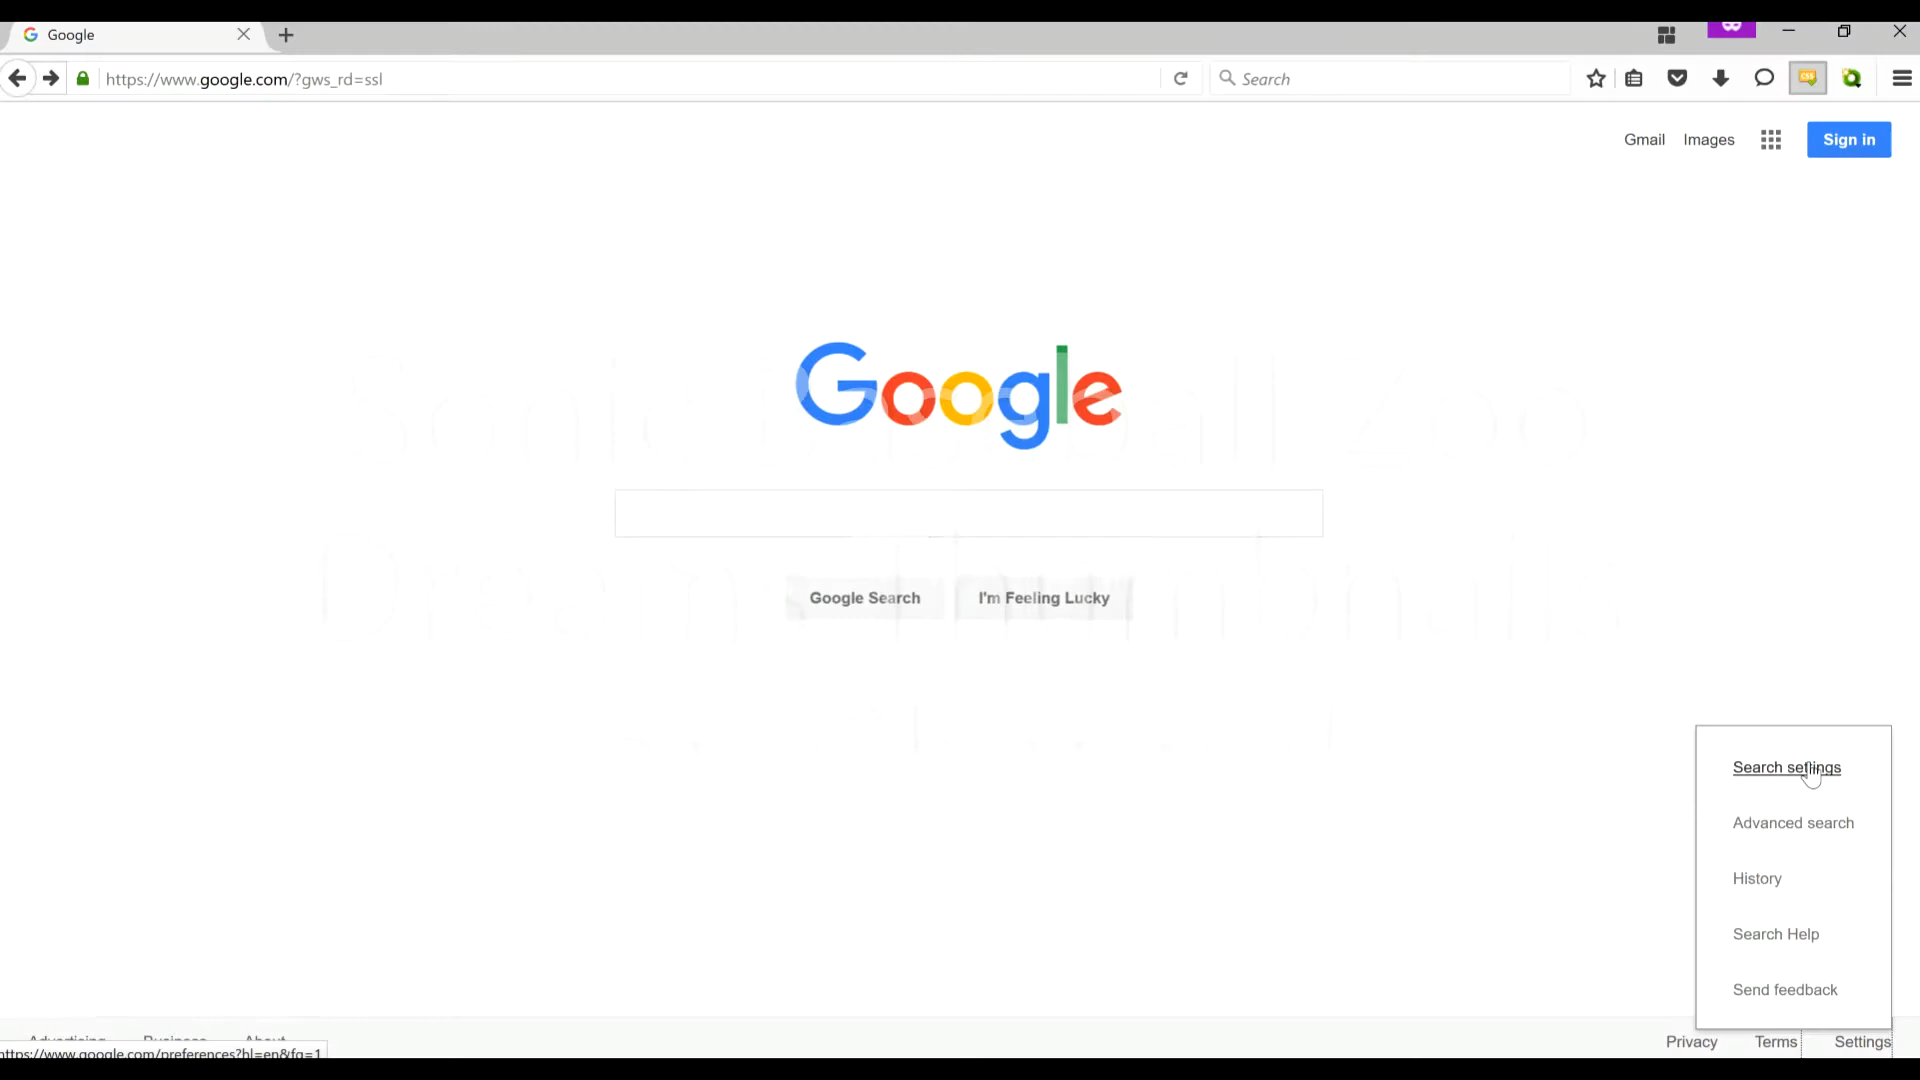 Google
https://www.google.com/?gws_rd=ssl
Search
CSS
Gmail
Images
Sign in
Google
Google Search
I'm Feeling Lucky
Search settings
Advanced search
History
Search Help
Send feedback
Advertising
Business
About
https://www.google.com/preferences?hl=en&fg=1
Privacy
Terms
Settings